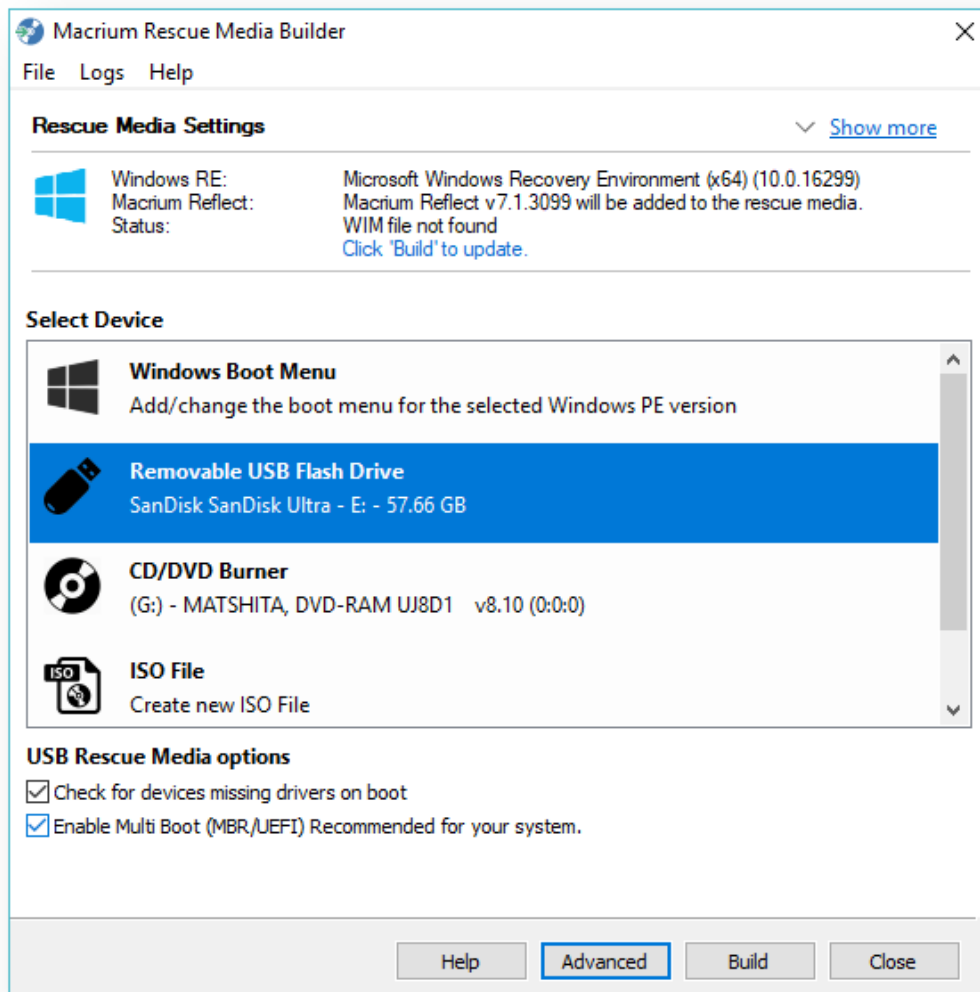 Macrium Rescue Media Builder
File Logs Help
Rescue Media Settings
Show more
Windows RE: Microsoft Windows Recovery Environment (x64) (10.0.16299)
Macrium Reflect: Macrium Reflect v7.1.3099 will be added to the rescue media.
Status: WIM file not found
Click 'Build' to update.
Select Device
Windows Boot Menu
Add/change the boot menu for the selected Windows PE version
Removable USB Flash Drive
SanDisk SanDisk Ultra - E: - 57.66 GB
CD/DVD Burner
(G:) - MATSHITA, DVD-RAM UJ8D1 v8.10 (0:0:0)
ISO
ISO File
Create new ISO File
USB Rescue Media options
Check for devices missing drivers on boot
Enable Multi Boot (MBR/UEFI) Recommended for your system.
Help Advanced Build Close